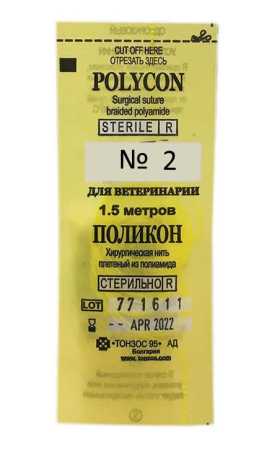 CUT OFF HERE
ОТРЕЗАТЬ ЗДЕСЬ
POLYCON
Surgical suture
braided polyamide
STERILE R
№ 2
ДЛЯ ВЕТЕРИНАРИИ
1.5 метров
ПОЛИКОН
Хирургическая нить
плетеный из полиамида
СТЕРИЛЬНО R
LOT 771611
-- APR 2022
•ТОНЗОС 95• АД
Болгария
www.tonzos.com